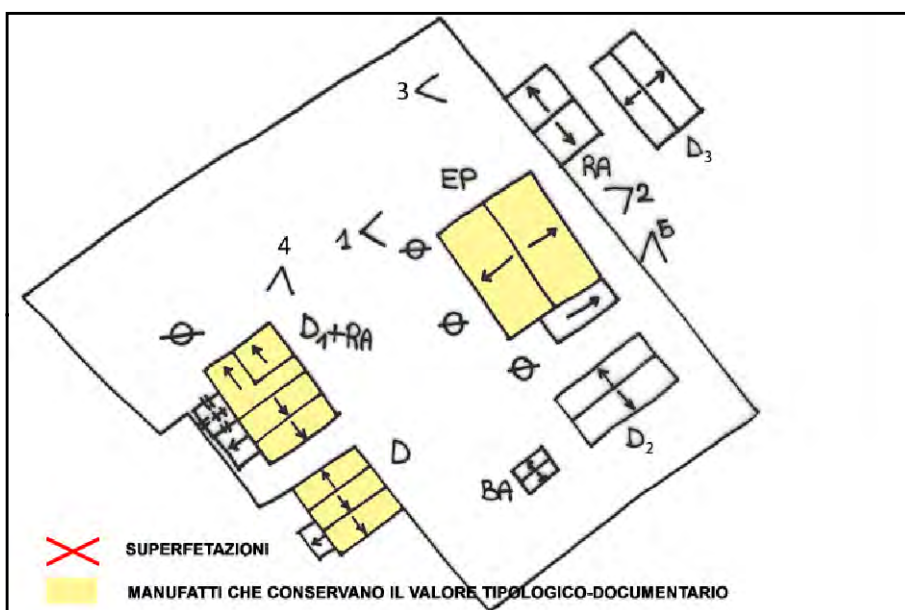 3
D3
RA
EP
2
5
1
4
D1+RA
D2
D
BA
SUPERFETAZIONI
MANUFATTI CHE CONSERVANO IL VALORE TIPOLOGICO-DOCUMENTARIO